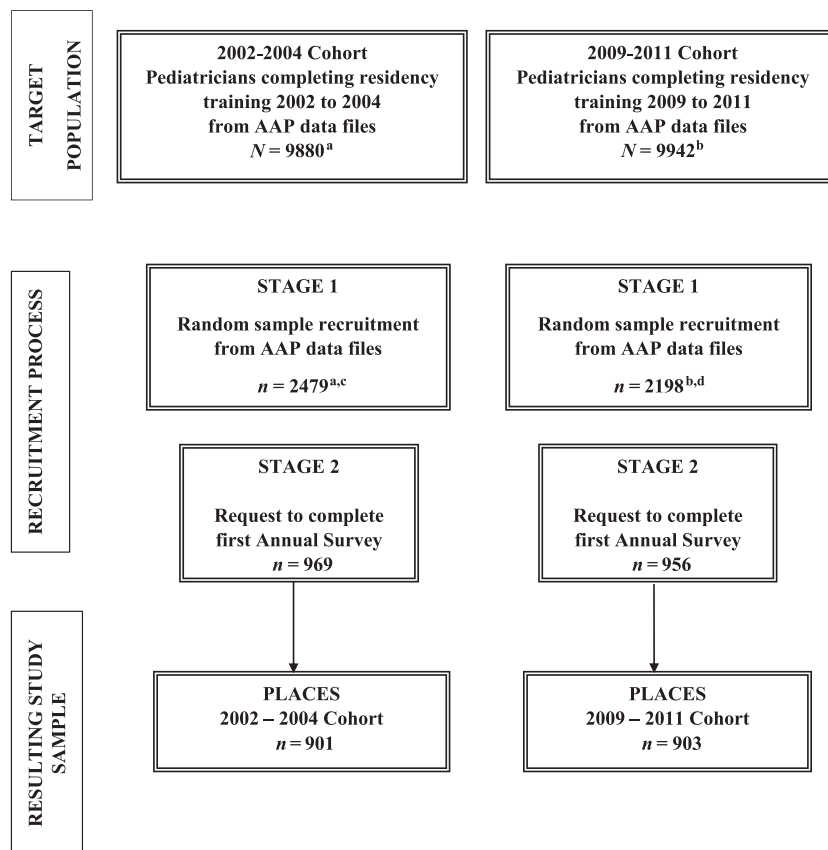 TARGET
POPULATION
2002-2004 Cohort
Pediatricians completing residency
training 2002 to 2004
from AAP data files
N = 9880a
2009-2011 Cohort
Pediatricians completing residency
training 2009 to 2011
from AAP data files
N = 9942b
RECRUITMENT PROCESS
STAGE 1
Random sample recruitment
from AAP data files
n = 2479a,c
STAGE 1
Random sample recruitment
from AAP data files
n = 2198b,d
STAGE 2
Request to complete
first Annual Survey
n = 969
STAGE 2
Request to complete
first Annual Survey
n = 956
RESULTING STUDY
SAMPLE
PLACES
2002 – 2004 Cohort
n = 901
PLACES
2009 – 2011 Cohort
n = 903